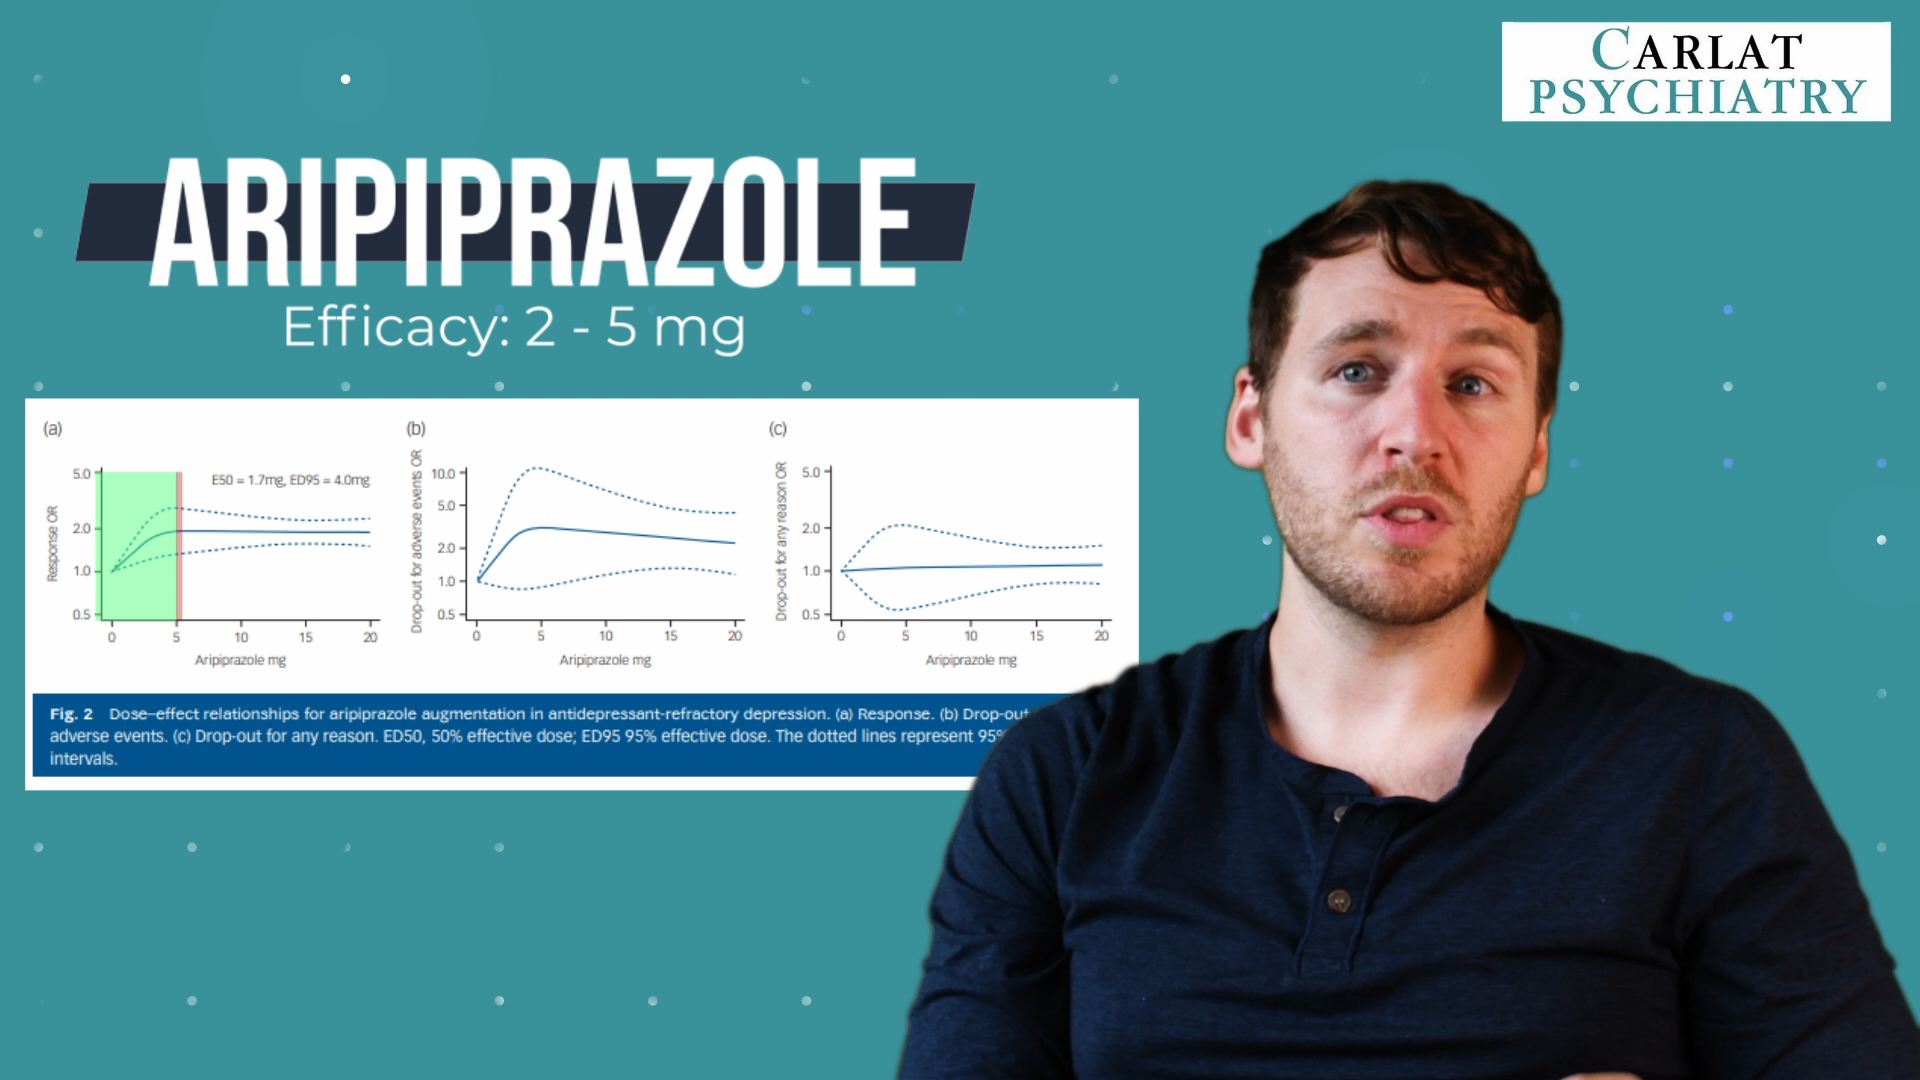 CARLAT
PSYCHIATRY
ARIPIPRAZOLE
Efficacy: 2 - 5 mg
(a)
5.0
2.0
1.0
0.5
Response OR
E50 = 1.7mg, ED95 = 4.0mg
0 5 10 15 20
Aripiprazole mg
(b)
10.0
5.0
2.0
1.0
0.5
Drop-out for adverse events OR
0 5 10 15 20
Aripiprazole mg
(c)
5.0
2.0
1.0
0.5
Drop-out for any reason OR
0 5 10 15 20
Aripiprazole mg
Fig. 2 Dose–effect relationships for aripiprazole augmentation in antidepressant-refractory depression. (a) Response. (b) Drop-out
adverse events. (c) Drop-out for any reason. ED50, 50% effective dose; ED95 95% effective dose. The dotted lines represent 95%
intervals.